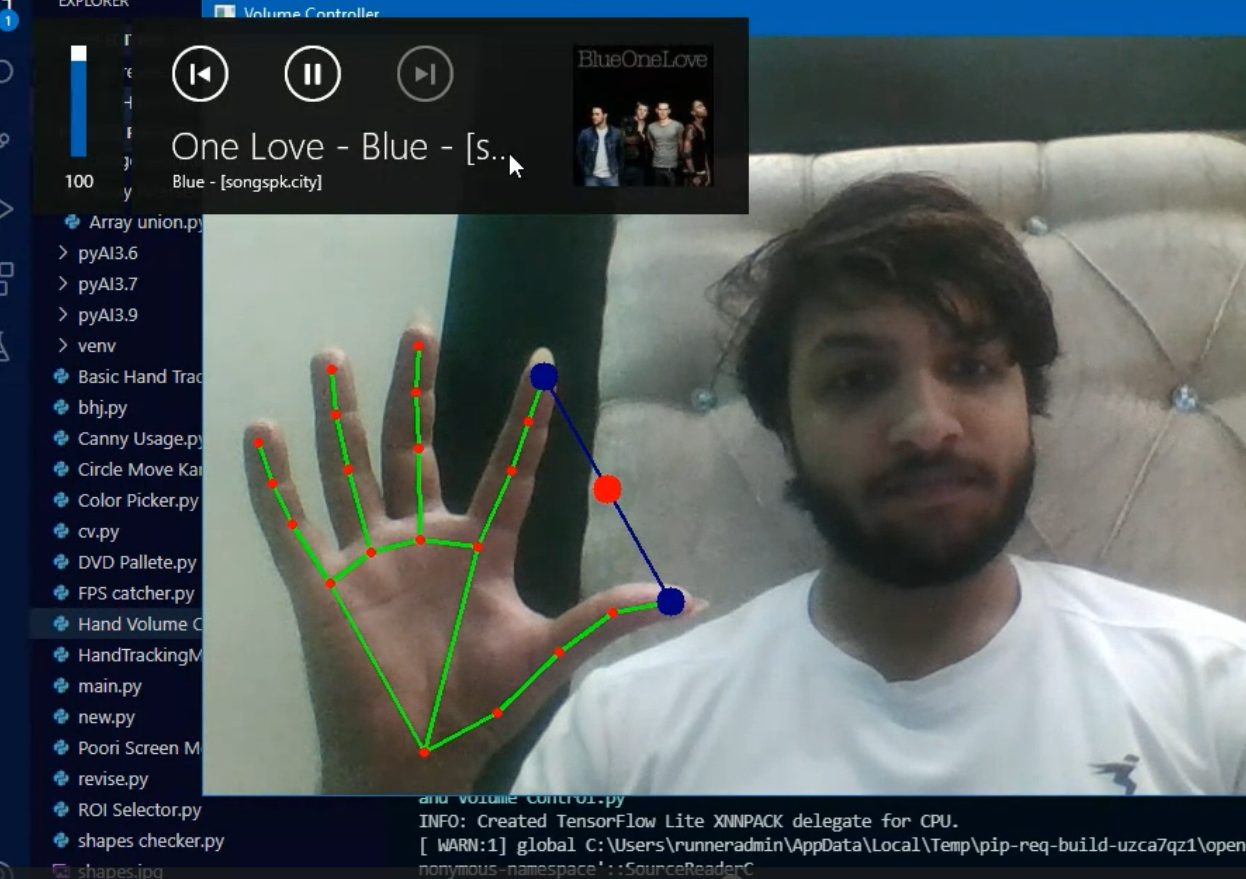 EXPLORER
Volume Controller
1
One Love - Blue - [s...
Blue - [songspk.city]
100
BlueOneLove
Array union.py
pyAI3.6
pyAI3.7
pyAI3.9
venv
Basic Hand Trac
bhj.py
Canny Usage.py
Circle Move Ka
Color Picker.py
cv.py
DVD Pallete.py
FPS catcher.py
Hand Volume C
HandTrackingM
main.py
new.py
Poori Screen M
revise.py
ROI Selector.py
shapes checker.py
shapes.jpg
and Volume Control.py
INFO: Created TensorFlow Lite XNNPACK delegate for CPU.
[ WARN:1] global C:\Users\runneradmin\AppData\Local\Temp\pip-req-build-uzca7qz1\open
nonymous-namespace'::SourceReaderC